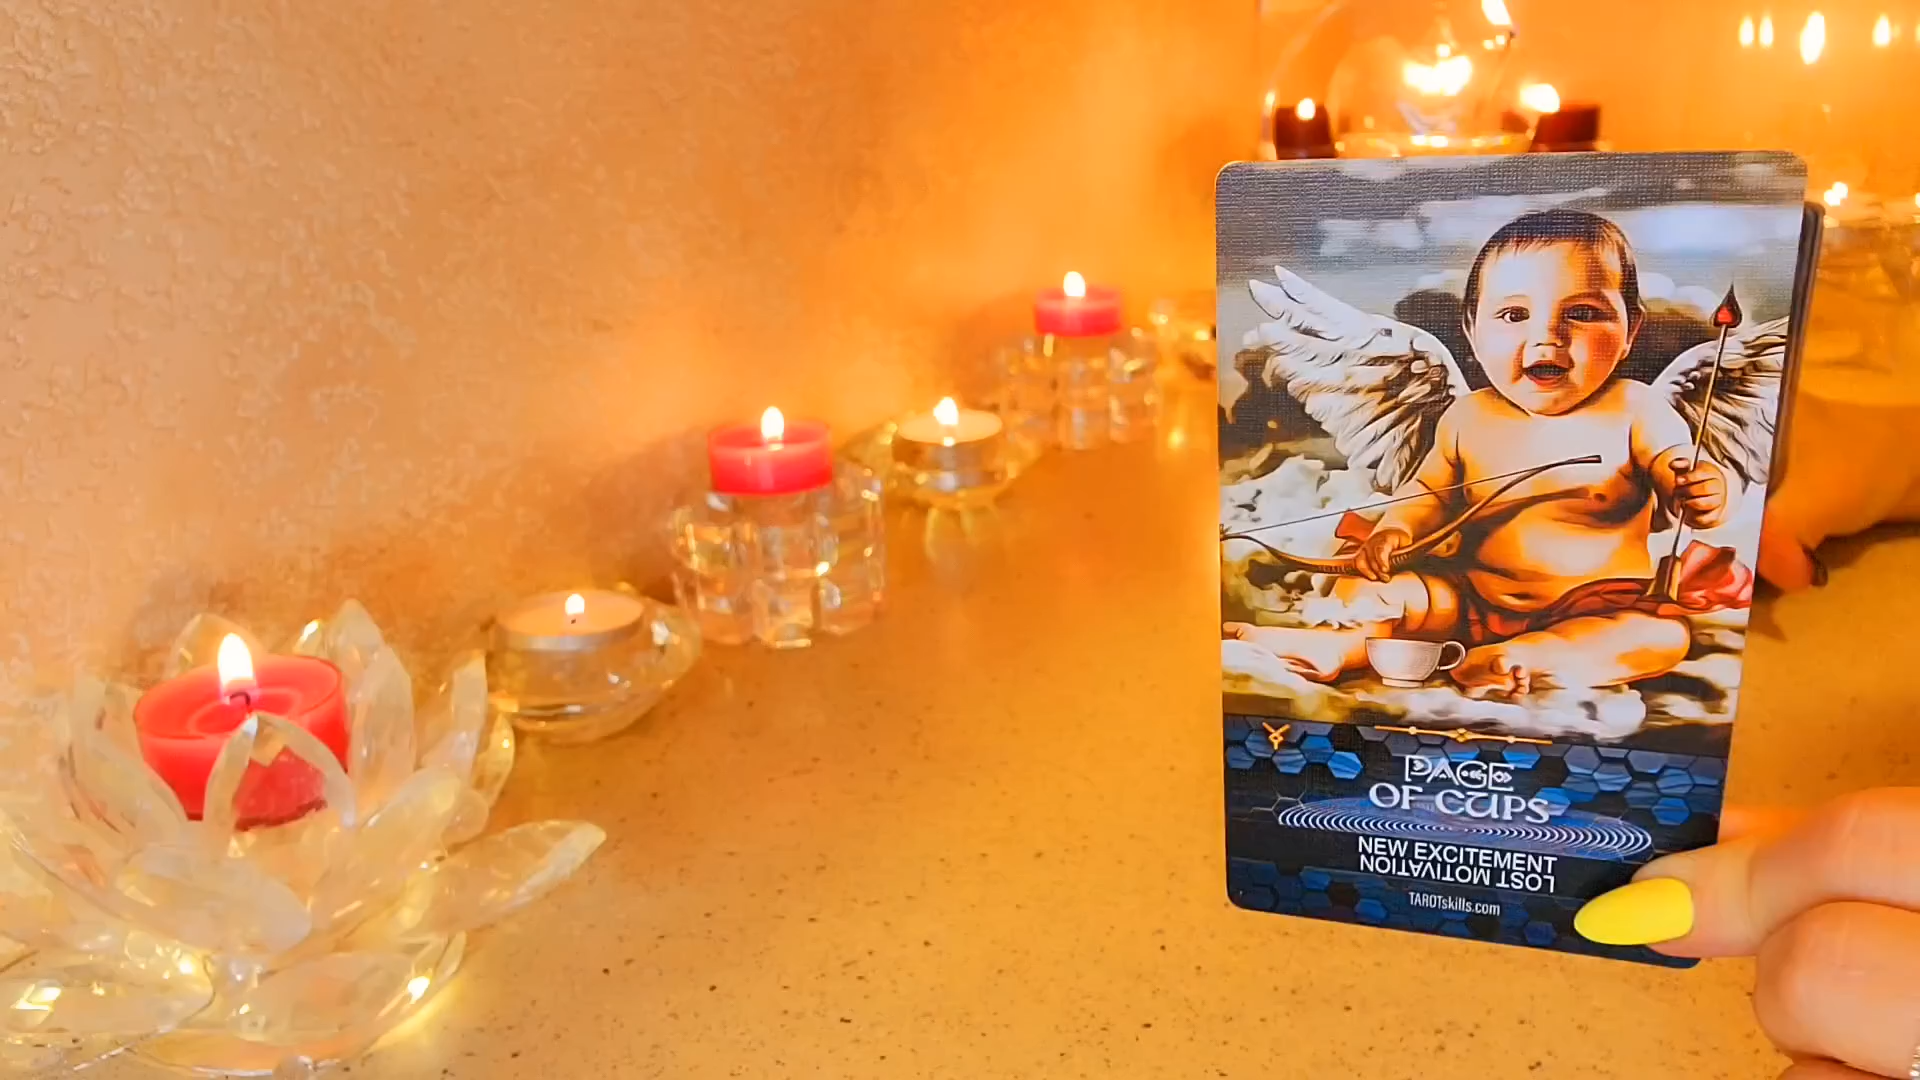 PAGE
OF CUPS
NEW EXCITEMENT
LOST MOTIVATION
TAROTskills.com